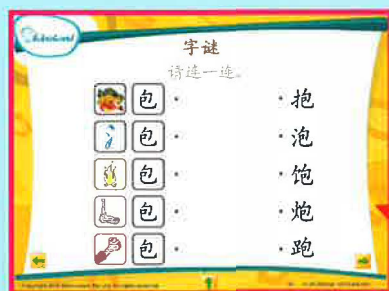 字谜
请连一连。
包 · · 抱
包 · · 泡
包 · · 饱
包 · · 炮
包 · · 跑